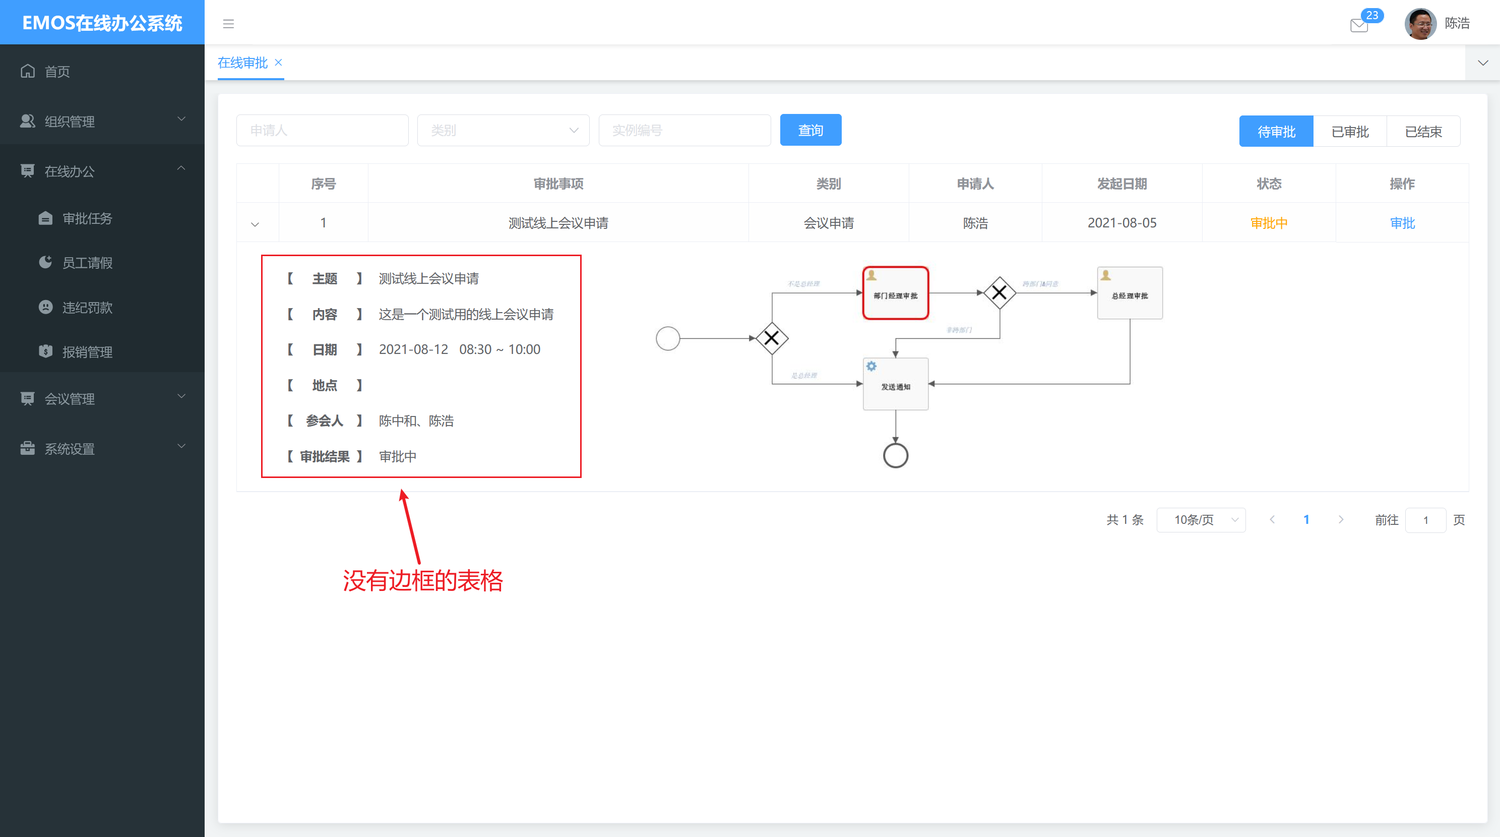 EMOS在线办公系统
23
陈浩
首页
组织管理
在线办公
审批任务
员工请假
违纪罚款
报销管理
会议管理
系统设置
在线审批 ×
申请人
类别
实例编号
查询
待审批 已审批 已结束
序号 审批事项 类别 申请人 发起日期 状态 操作
1 测试线上会议申请 会议申请 陈浩 2021-08-05 审批中 审批
【 主题 】 测试线上会议申请
【 内容 】 这是一个测试用的线上会议申请
【 日期 】 2021-08-12 08:30 ~ 10:00
【 地点 】
【 参会人 】 陈中和、陈浩
【 审批结果 】 审批中
不是总经理
部门经理审批
跨部门&同意
总经理审批
非跨部门
是总经理
发送通知
共 1 条 10条/页 1 前往 1 页
没有边框的表格